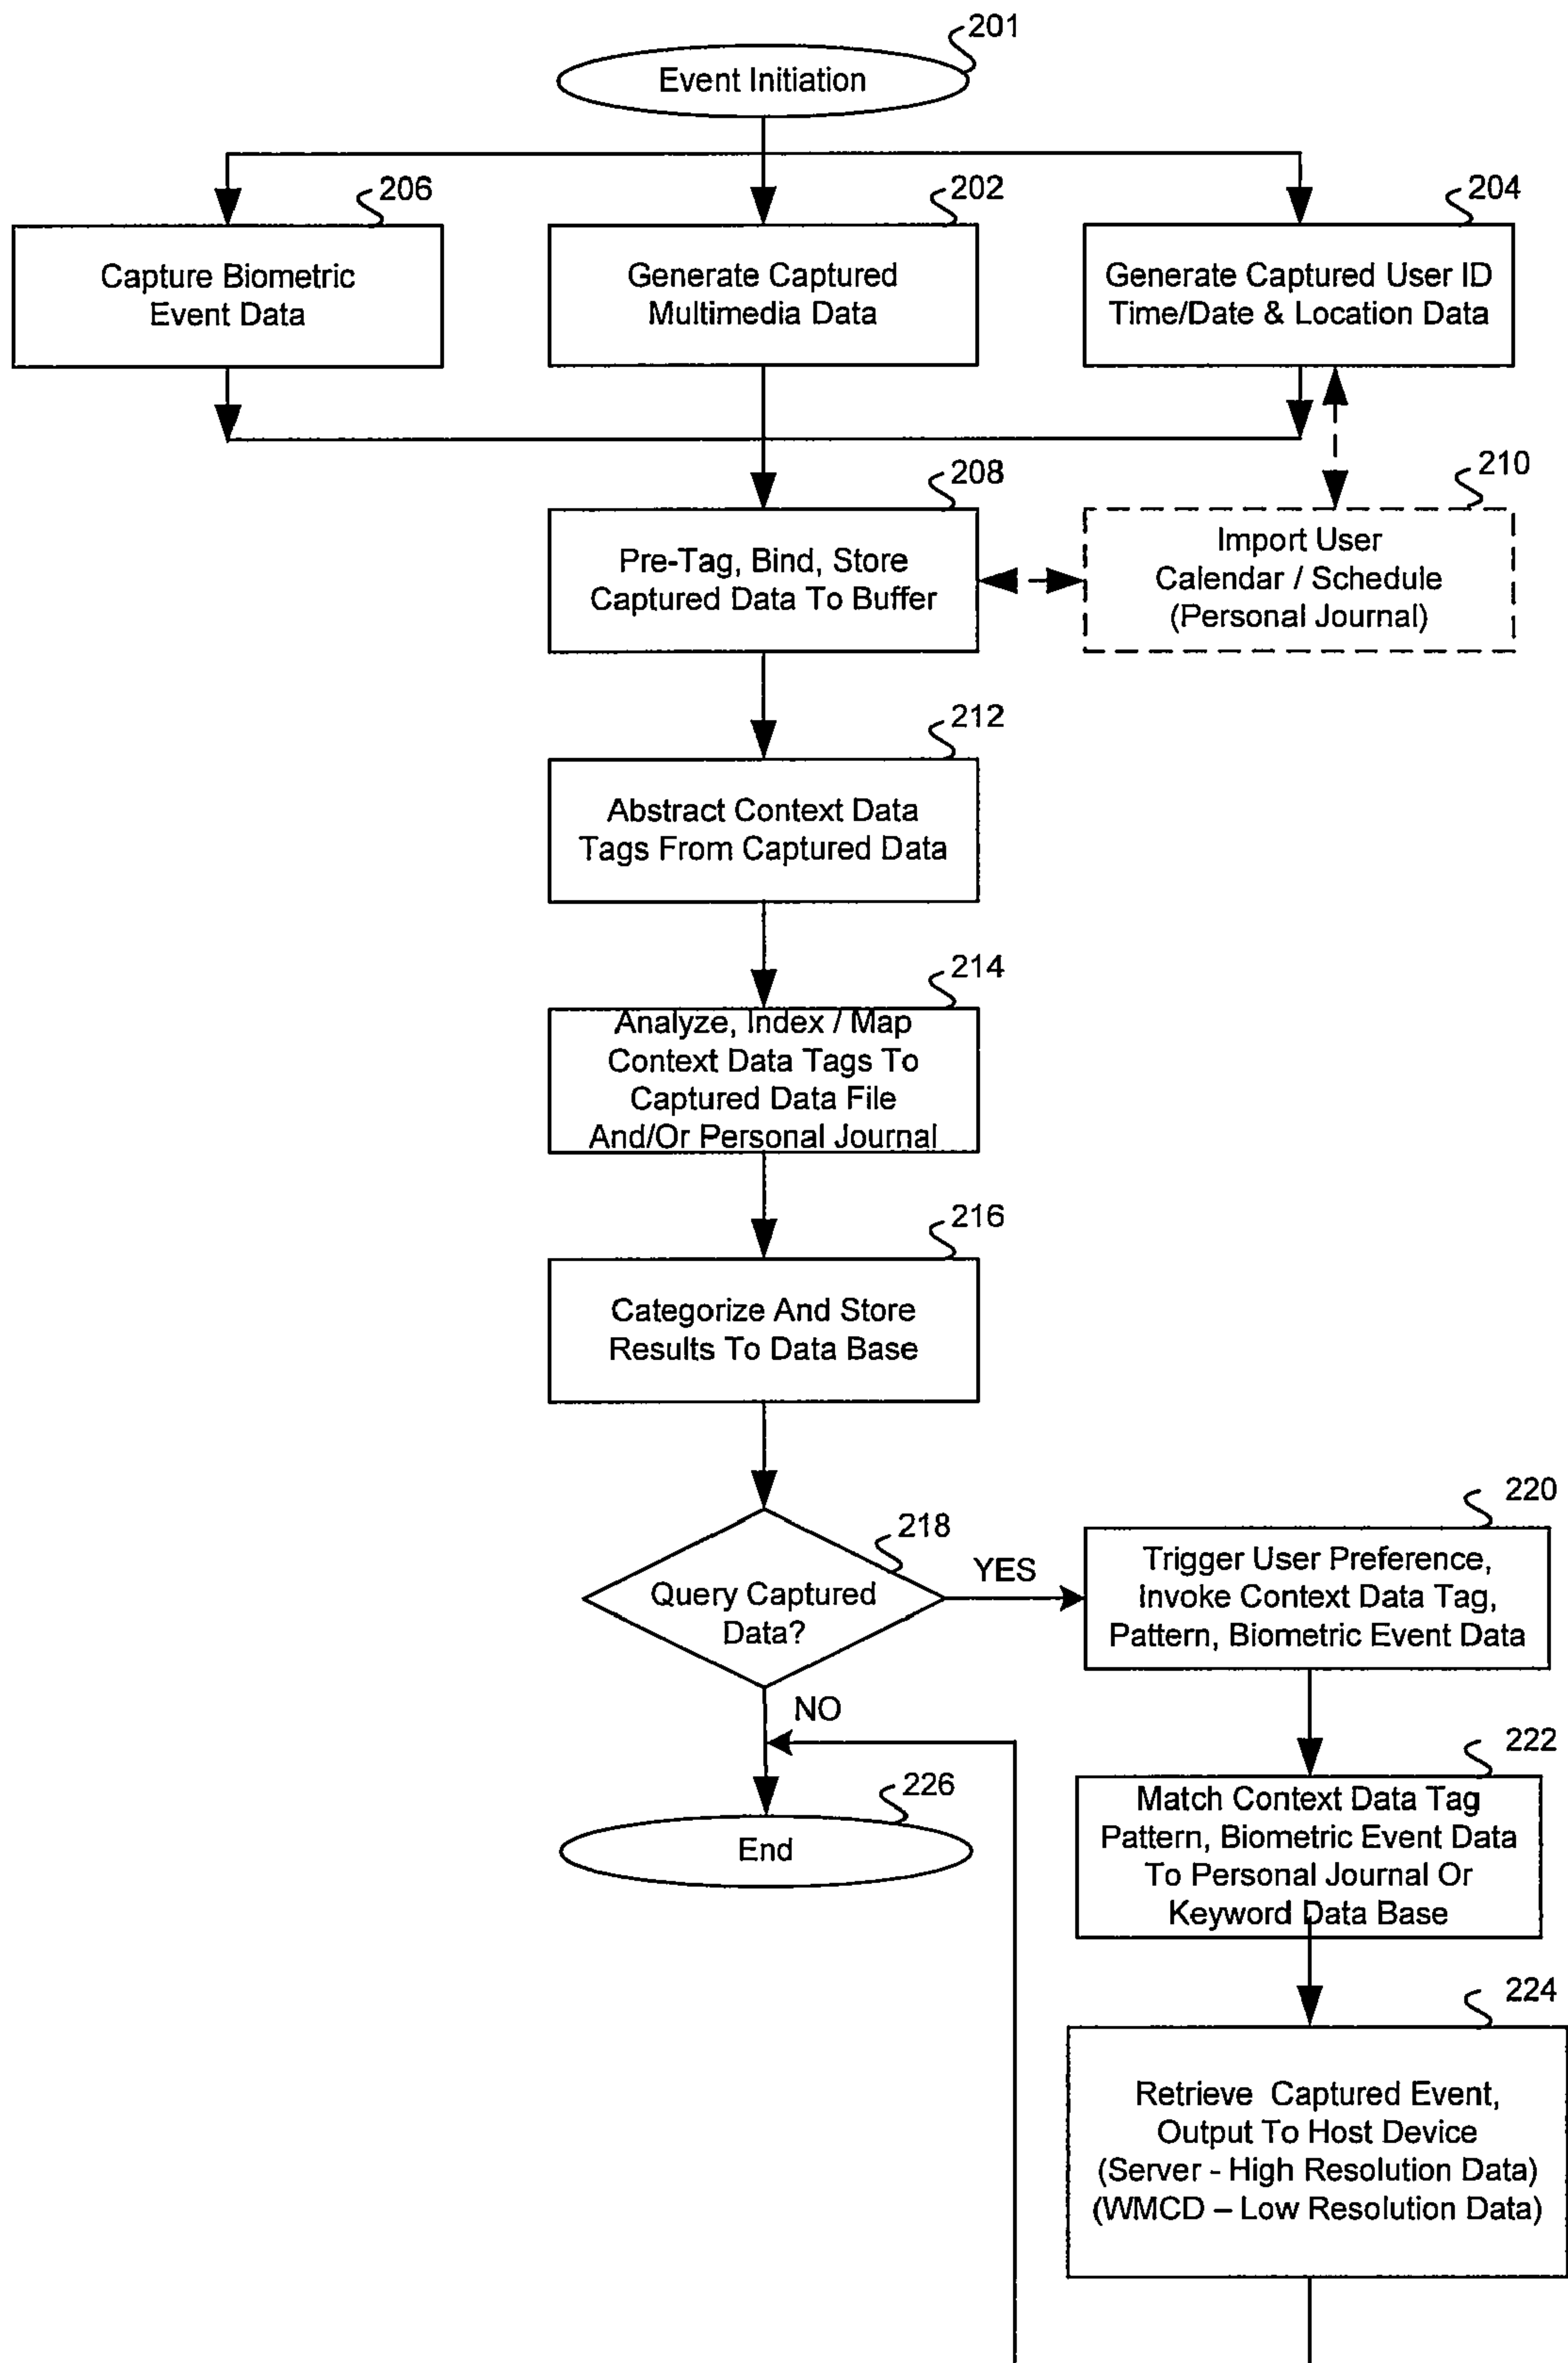 201
Event Initiation
206
202
204
Capture Biometric
Event Data
Generate Captured
Multimedia Data
Generate Captured User ID
Time/Date & Location Data
208
210
Pre-Tag, Bind, Store
Captured Data To Buffer
Import User
Calendar / Schedule
(Personal Journal)
212
Abstract Context Data
Tags From Captured Data
214
Analyze, Index / Map
Context Data Tags To
Captured Data File
And/Or Personal Journal
216
Categorize And Store
Results To Data Base
218
Query Captured
Data?
YES
220
Trigger User Preference,
Invoke Context Data Tag,
Pattern, Biometric Event Data
NO
222
Match Context Data Tag
Pattern, Biometric Event Data
To Personal Journal Or
Keyword Data Base
226
End
224
Retrieve Captured Event,
Output To Host Device
(Server - High Resolution Data)
(WMCD – Low Resolution Data)